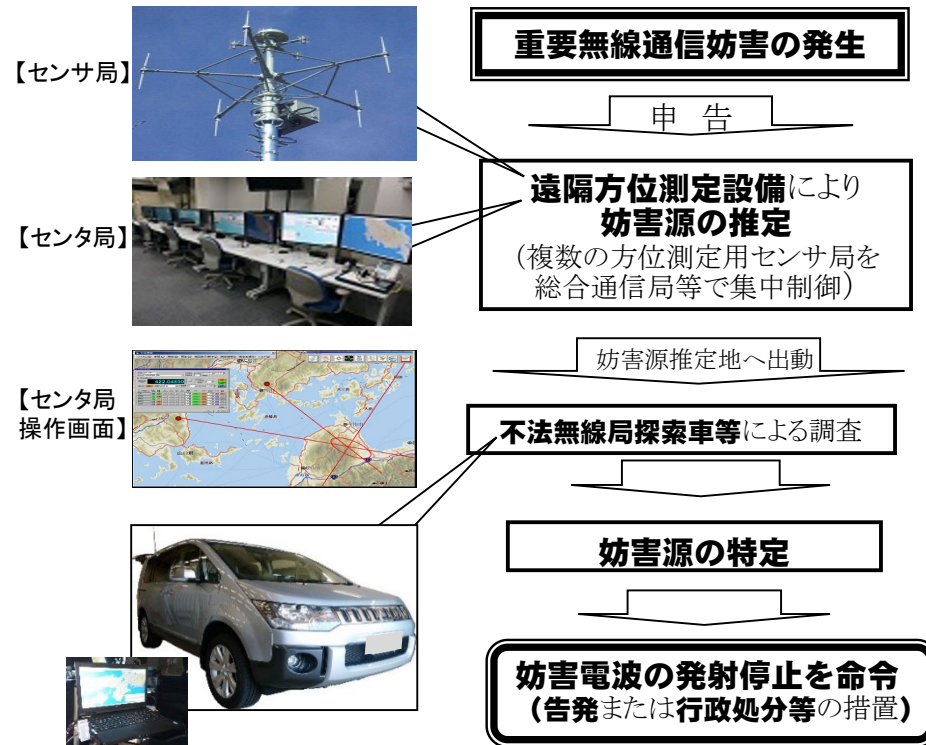 【センサ局】
重要無線通信妨害の発生
申　告
遠隔方位測定設備により
妨害源の推定
（複数の方位測定用センサ局を
総合通信局等で集中制御）
【センタ局】
妨害源推定地へ出動
【センタ局
操作画面】
不法無線局探索車等による調査
妨害源の特定
妨害電波の発射停止を命令
（告発または行政処分等の措置）